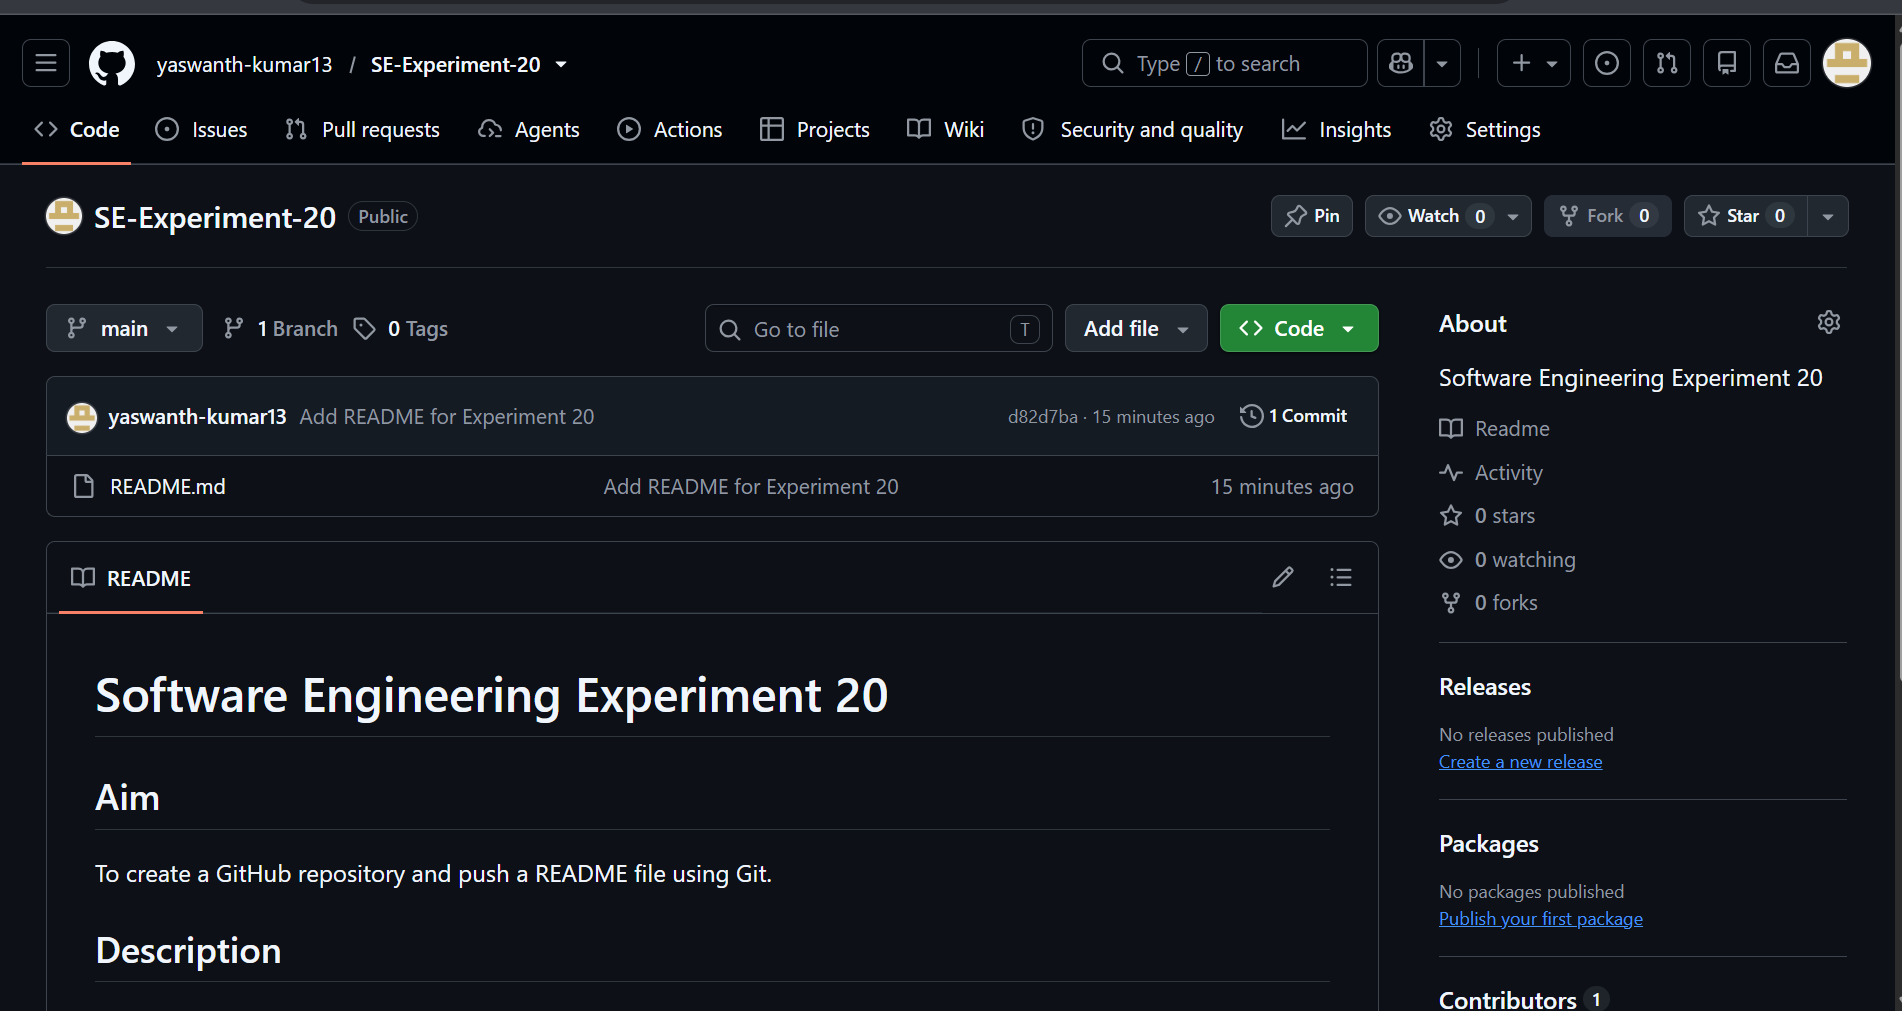 yaswanth-kumar13 / SE-Experiment-20
Type / to search
Code Issues Pull requests Agents Actions Projects Wiki Security and quality Insights Settings
SE-Experiment-20 Public
Pin Watch 0 Fork 0 Star 0
main 1 Branch 0 Tags Go to file T Add file Code
yaswanth-kumar13 Add README for Experiment 20 d82d7ba · 15 minutes ago 1 Commit
README.md Add README for Experiment 20 15 minutes ago
README
Software Engineering Experiment 20
Aim
To create a GitHub repository and push a README file using Git.
Description
About
Software Engineering Experiment 20
Readme
Activity
0 stars
0 watching
0 forks
Releases
No releases published
Create a new release
Packages
No packages published
Publish your first package
Contributors 1